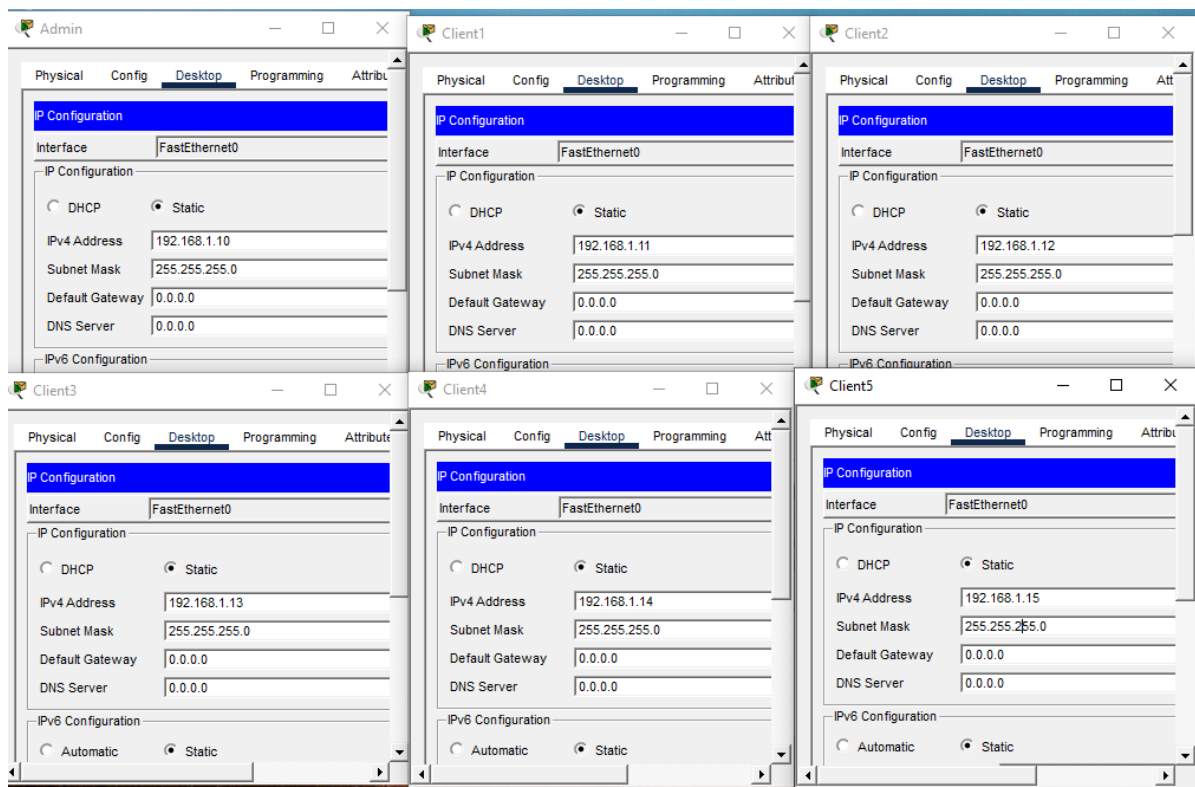 Admin
Physical Config Desktop Programming Attribu
IP Configuration
Interface FastEthernet0
IP Configuration
DHCP Static
IPv4 Address 192.168.1.10
Subnet Mask 255.255.255.0
Default Gateway 0.0.0.0
DNS Server 0.0.0.0
IPv6 Configuration
Client1
Physical Config Desktop Programming Attribut
IP Configuration
Interface FastEthernet0
IP Configuration
DHCP Static
IPv4 Address 192.168.1.11
Subnet Mask 255.255.255.0
Default Gateway 0.0.0.0
DNS Server 0.0.0.0
IPv6 Configuration
Client2
Physical Config Desktop Programming Att
IP Configuration
Interface FastEthernet0
IP Configuration
DHCP Static
IPv4 Address 192.168.1.12
Subnet Mask 255.255.255.0
Default Gateway 0.0.0.0
DNS Server 0.0.0.0
IPv6 Configuration
Client3
Physical Config Desktop Programming Attribute
IP Configuration
Interface FastEthernet0
IP Configuration
DHCP Static
IPv4 Address 192.168.1.13
Subnet Mask 255.255.255.0
Default Gateway 0.0.0.0
DNS Server 0.0.0.0
IPv6 Configuration
Automatic Static
Client4
Physical Config Desktop Programming Att
IP Configuration
Interface FastEthernet0
IP Configuration
DHCP Static
IPv4 Address 192.168.1.14
Subnet Mask 255.255.255.0
Default Gateway 0.0.0.0
DNS Server 0.0.0.0
IPv6 Configuration
Automatic Static
Client5
Physical Config Desktop Programming Attribu
IP Configuration
Interface FastEthernet0
IP Configuration
DHCP Static
IPv4 Address 192.168.1.15
Subnet Mask 255.255.255.0
Default Gateway 0.0.0.0
DNS Server 0.0.0.0
IPv6 Configuration
Automatic Static